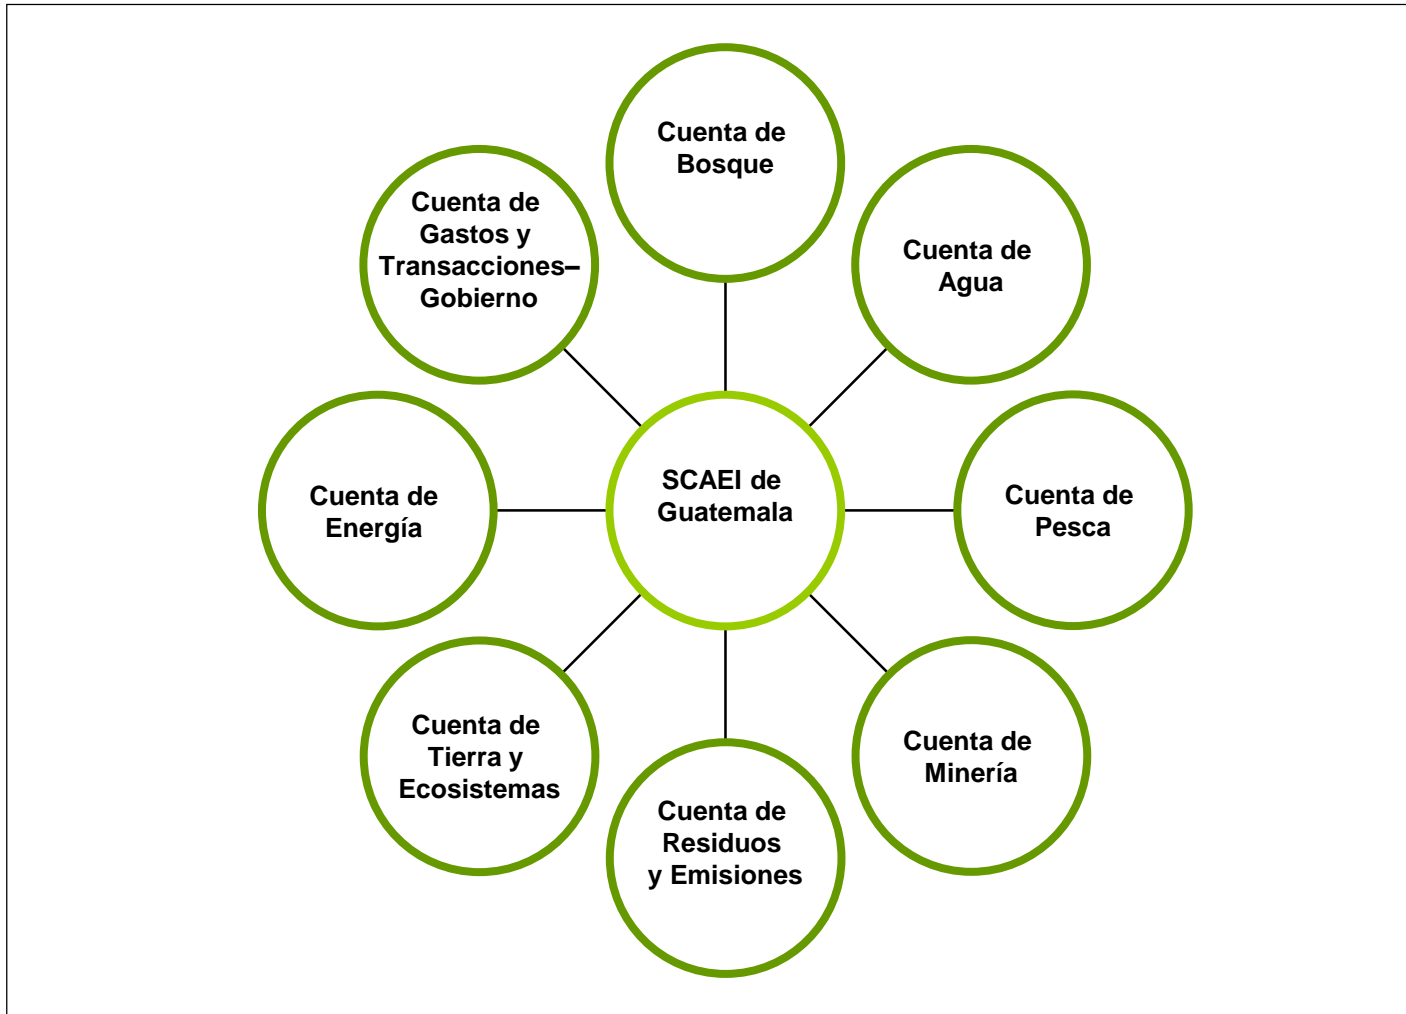 Cuenta de
Bosque
Cuenta de
Gastos y
Transacciones–
Gobierno
Cuenta de
Agua
SCAEI de
Guatemala
Cuenta de
Energía
Cuenta de
Pesca
Cuenta de
Tierra y
Ecosistemas
Cuenta de
Minería
Cuenta de
Residuos
y Emisiones